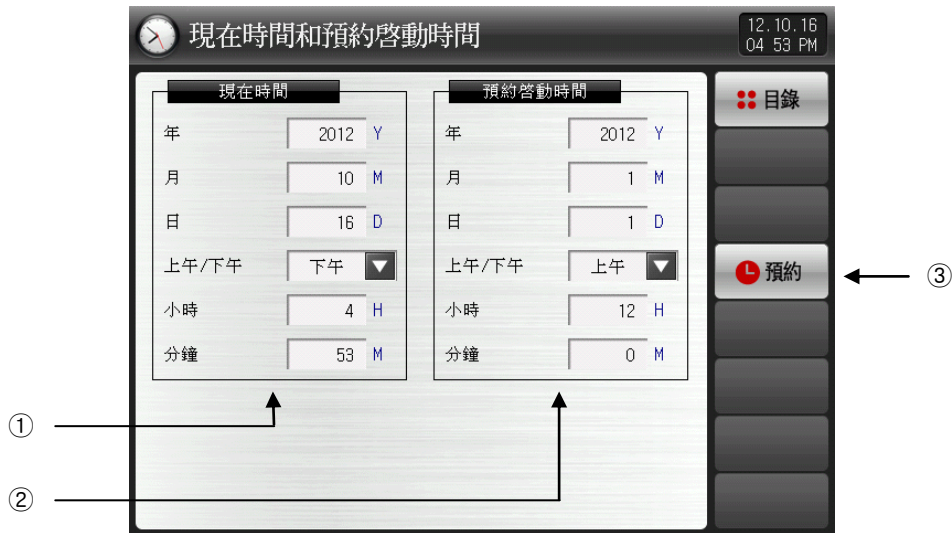 現在時間和預約啓動時間
12.10.16
04 53 PM
現在時間
年 2012 Y
月 10 M
日 16 D
上午/下午 下午
小時 4 H
分鐘 53 M
預約啓動時間
年 2012 Y
月 1 M
日 1 D
上午/下午 上午
小時 12 H
分鐘 0 M
目錄
預約
③
①
②